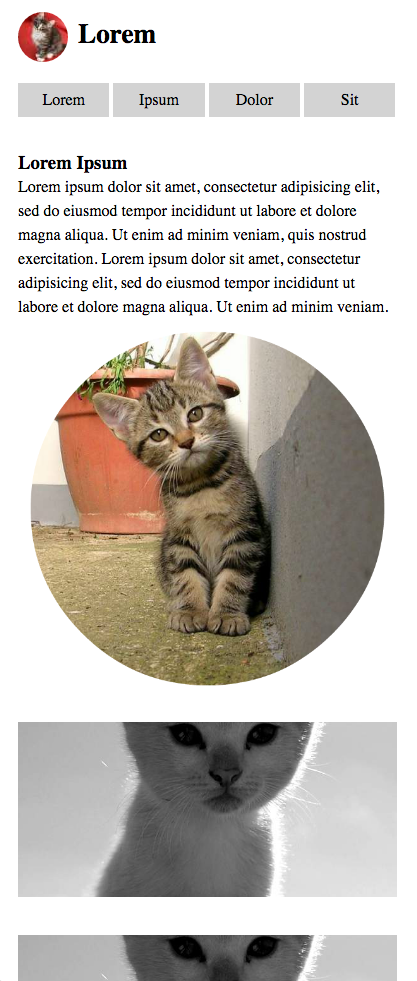 Lorem
Lorem
Ipsum
Dolor
Sit
Lorem Ipsum
Lorem ipsum dolor sit amet, consectetur adipisicing elit,
sed do eiusmod tempor incididunt ut labore et dolore
magna aliqua. Ut enim ad minim veniam, quis nostrud
exercitation. Lorem ipsum dolor sit amet, consectetur
adipisicing elit, sed do eiusmod tempor incididunt ut
labore et dolore magna aliqua. Ut enim ad minim veniam.